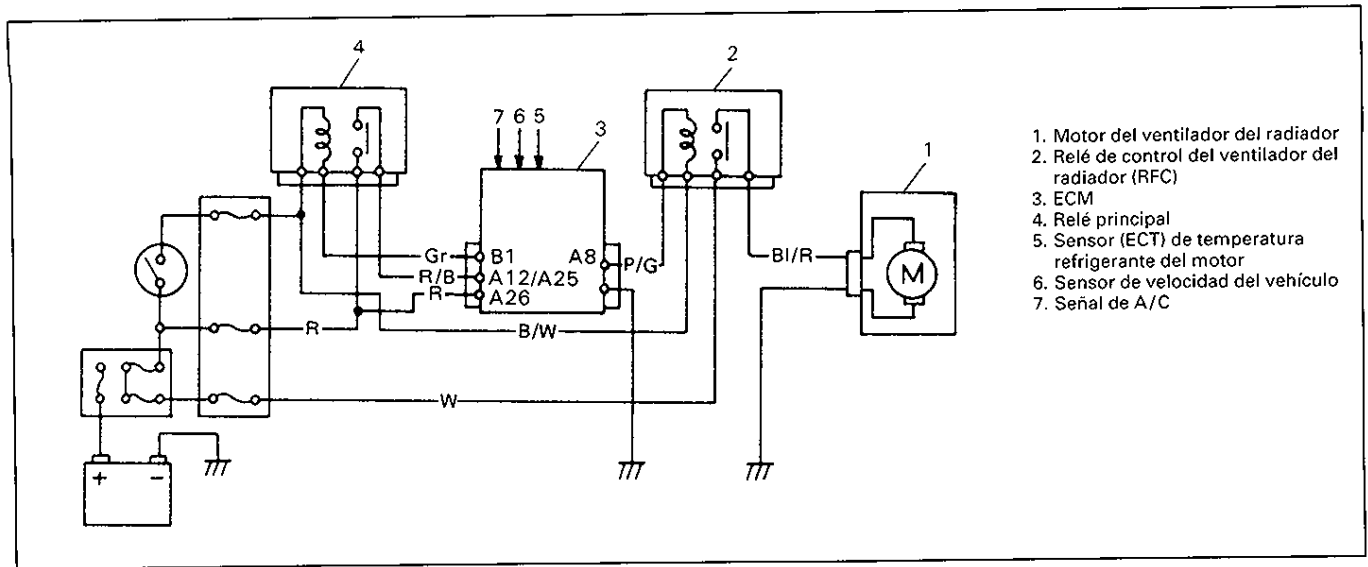 4
2
7 6 5
3
1
1. Motor del ventilador del radiador
2. Relé de control del ventilador del
radiador (RFC)
3. ECM
4. Relé principal
5. Sensor (ECT) de temperatura
refrigerante del motor
6. Sensor de velocidad del vehículo
7. Señal de A/C
Gr
B1
A8
P/G
Bl/R
R/B
A12/A25
R
A26
M
R
B/W
W
+ −